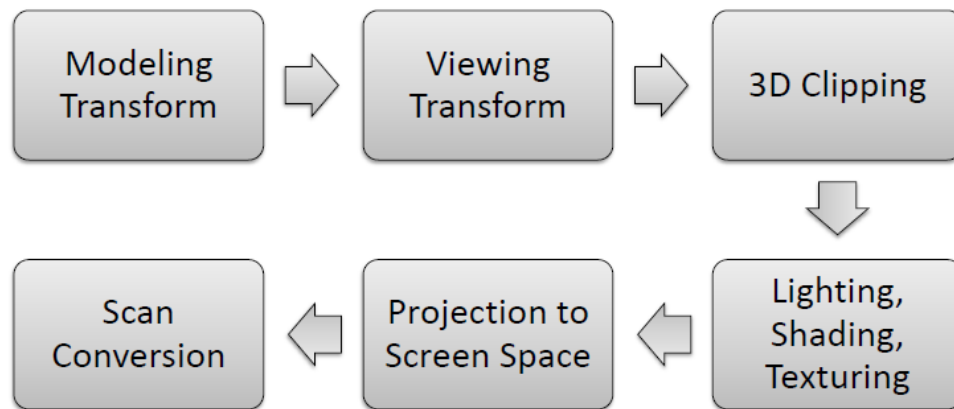 Modeling
Transform
Viewing
Transform
3D Clipping
Lighting,
Shading,
Texturing
Projection to
Screen Space
Scan
Conversion